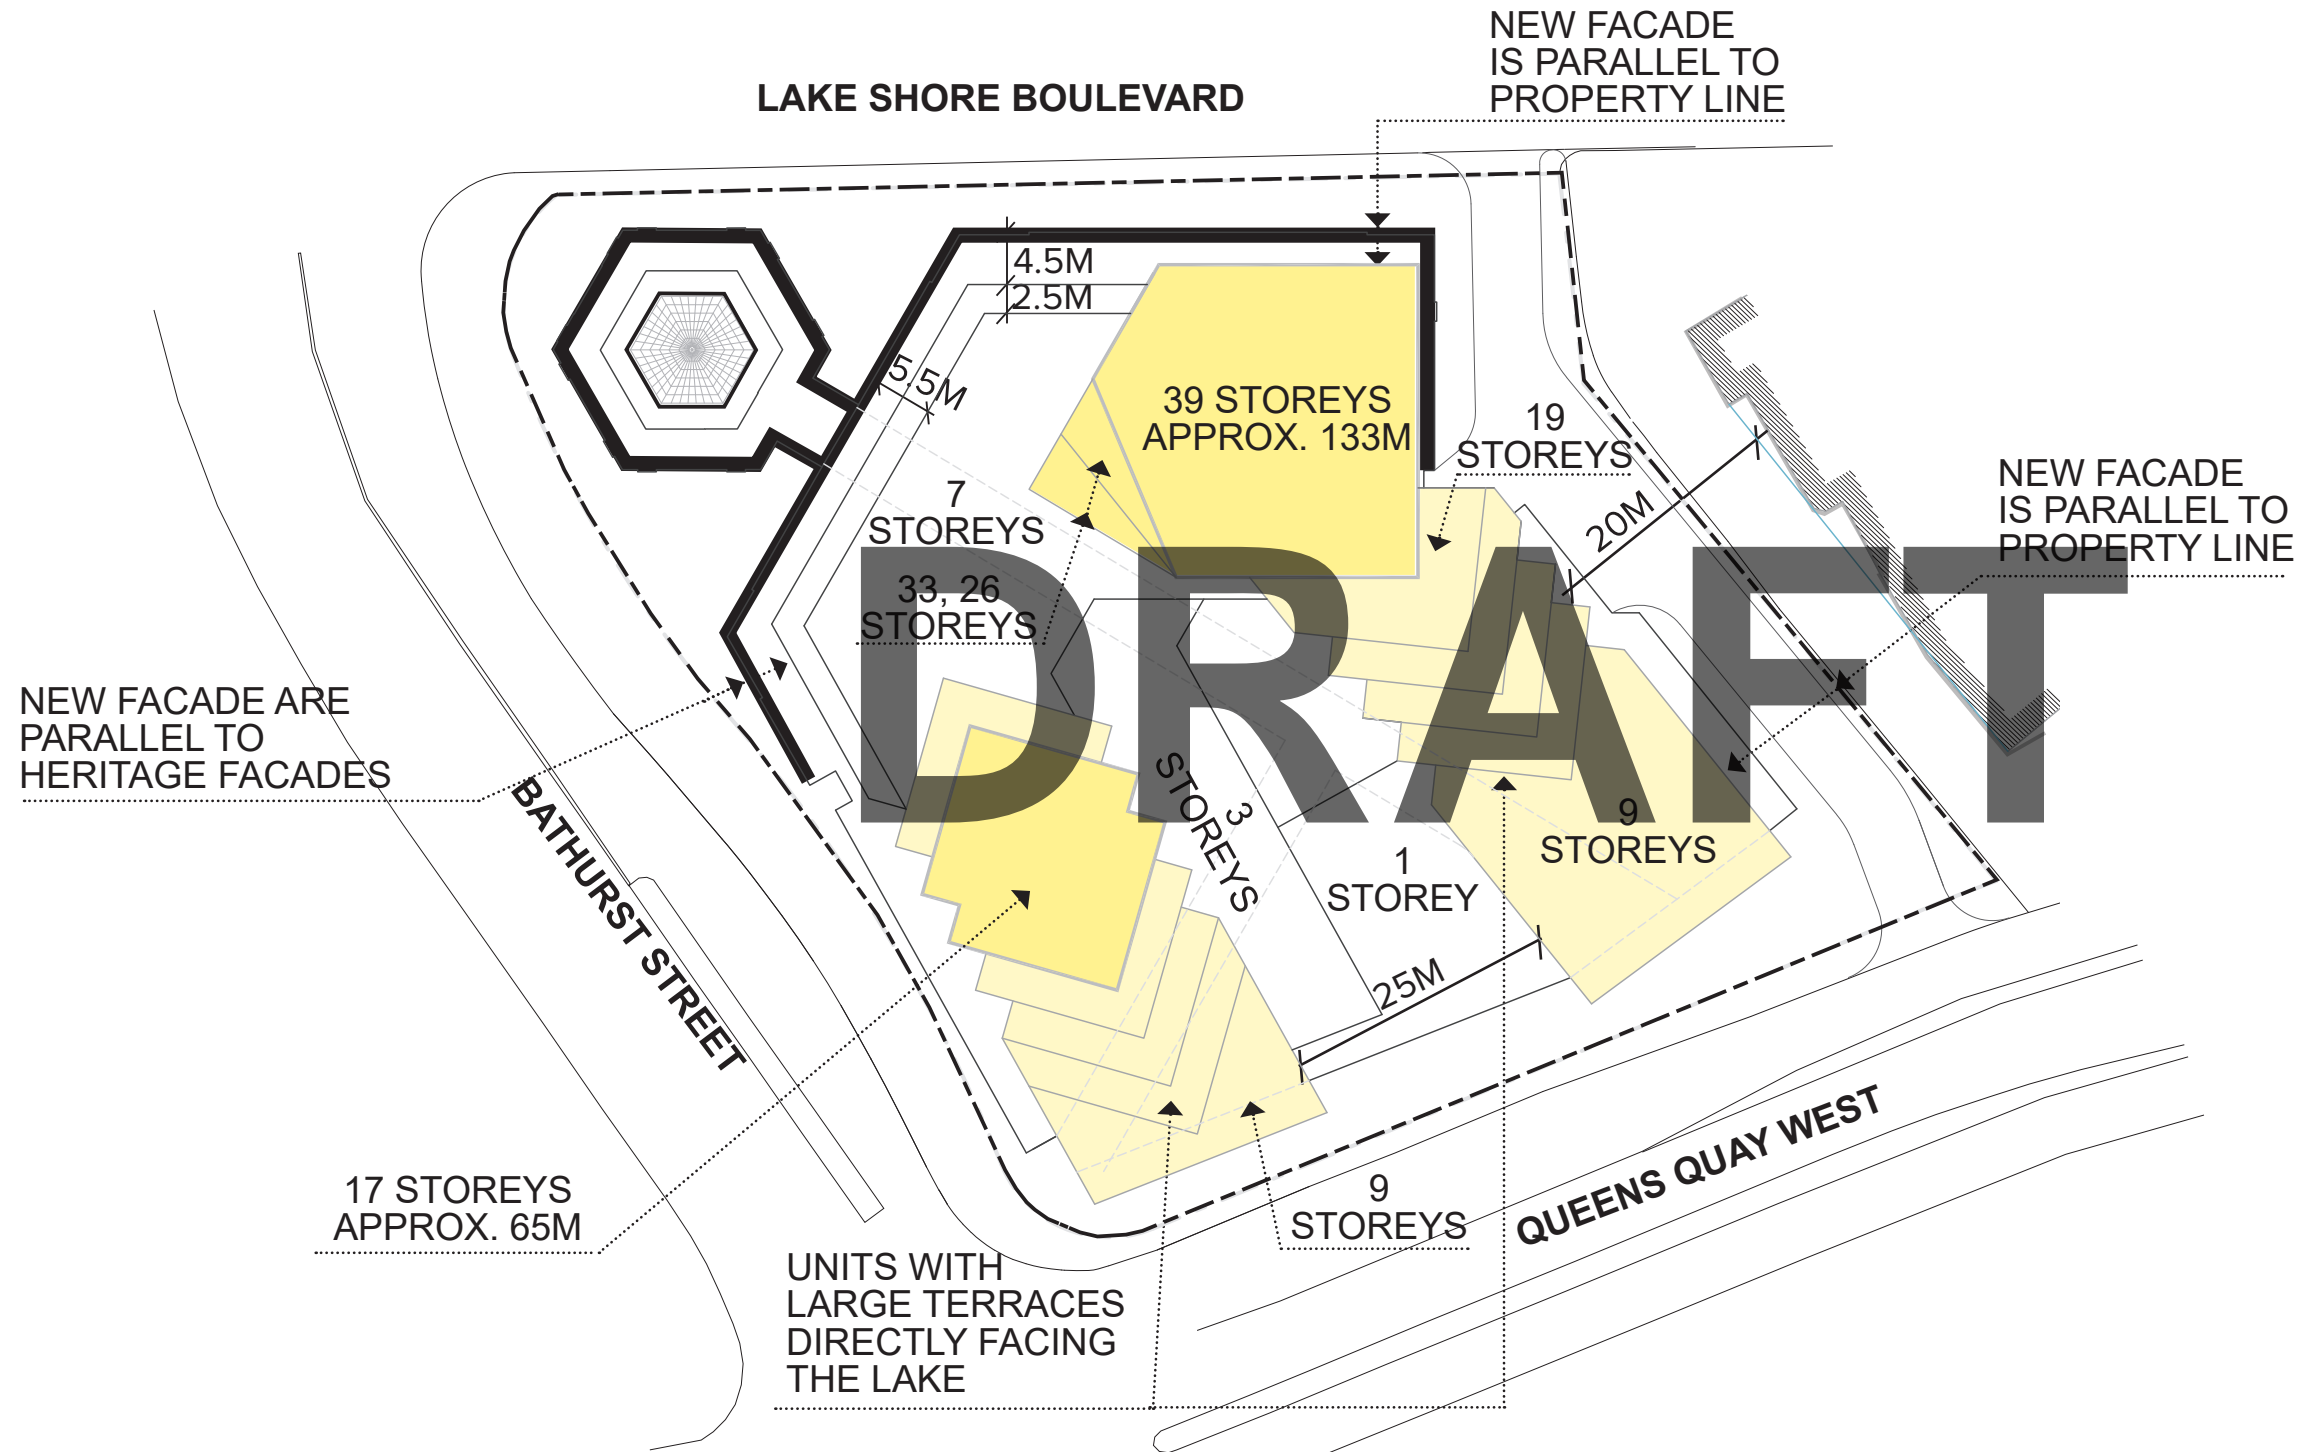 NEW FACADE
IS PARALLEL TO
PROPERTY LINE
LAKE SHORE BOULEVARD
4.5M
2.5M
5.5M
39 STOREYS
APPROX. 133M
19
STOREYS
20M
NEW FACADE
IS PARALLEL TO
PROPERTY LINE
7
STOREYS
33, 26
STOREYS
DRAFT
NEW FACADE ARE
PARALLEL TO
HERITAGE FACADES
BATHURST STREET
3
STOREYS
1
STOREY
9
STOREYS
25M
17 STOREYS
APPROX. 65M
9
STOREYS
QUEENS QUAY WEST
UNITS WITH
LARGE TERRACES
DIRECTLY FACING
THE LAKE